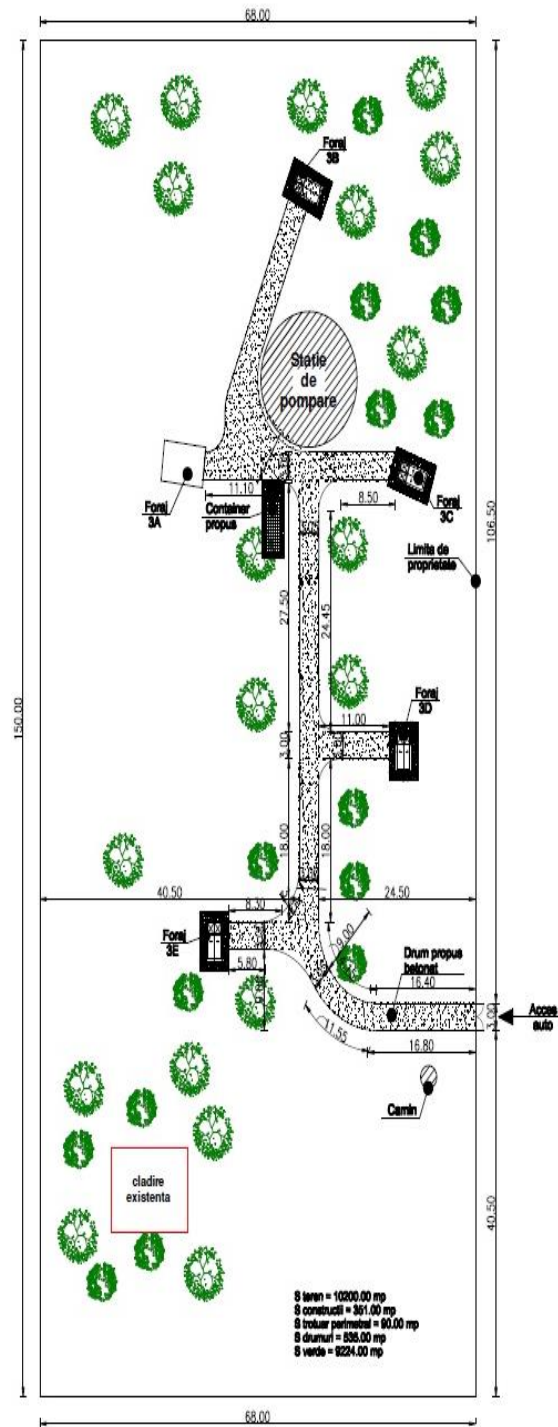 68.00
Foraj
3B
Statie
de
pompare
Foraj
3A
11.10
Container
propus
8.50
Foraj
3C
106.50
Limita de
proprietate
27.50
24.45
150.00
3.00
11.00
Foraj
3D
18.00
18.00
40.50
24.50
8.30
Foraj
3E
5.80
9.00
Drum propus
betonat
16.40
3.00
Acces
auto
11.55
16.80
Camin
cladire
existenta
40.50
S teren = 10200.00 mp
S constructii = 351.00 mp
S trotuar perimetral = 90.00 mp
S drumuri = 535.00 mp
S verde = 9224.00 mp
68.00